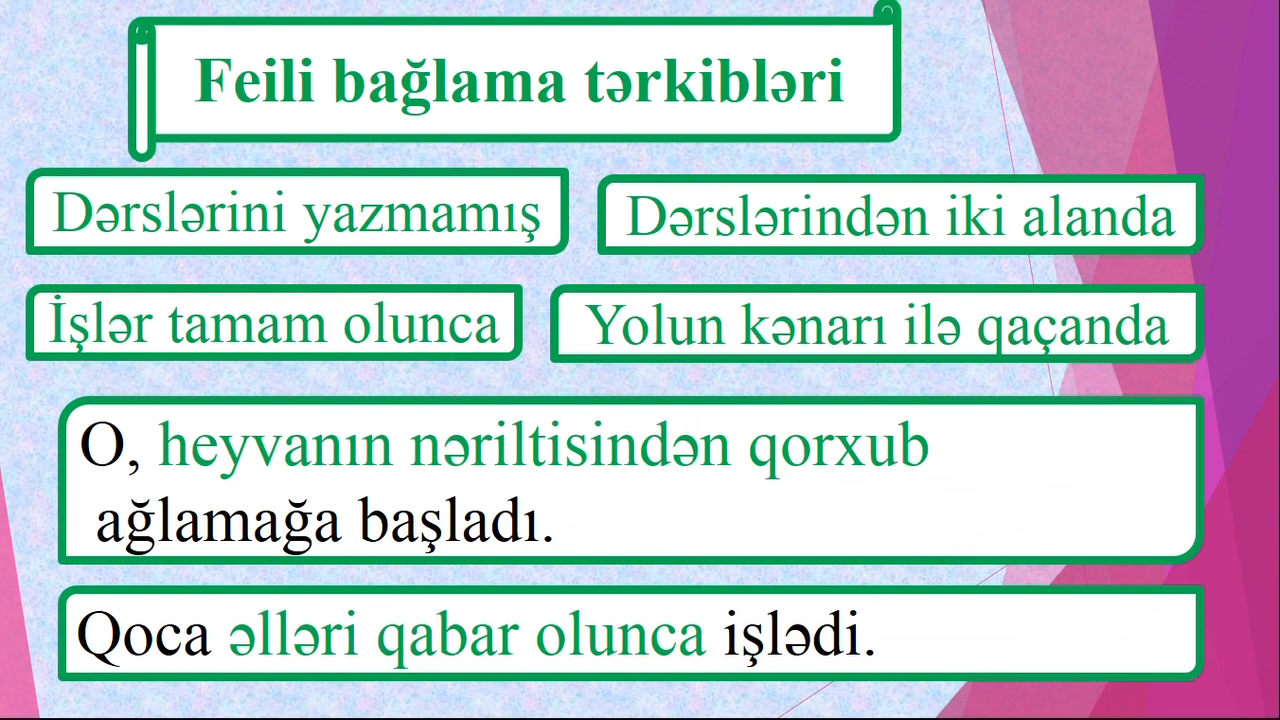 Feili bağlama tərkibləri
Dərslərini yazmamış
Dərslərindən iki alanda
İşlər tamam olunca
Yolun kənarı ilə qaçanda
O, heyvanın nəriltisindən qorxub
ağlamağa başladı.
Qoca əlləri qabar olunca işlədi.